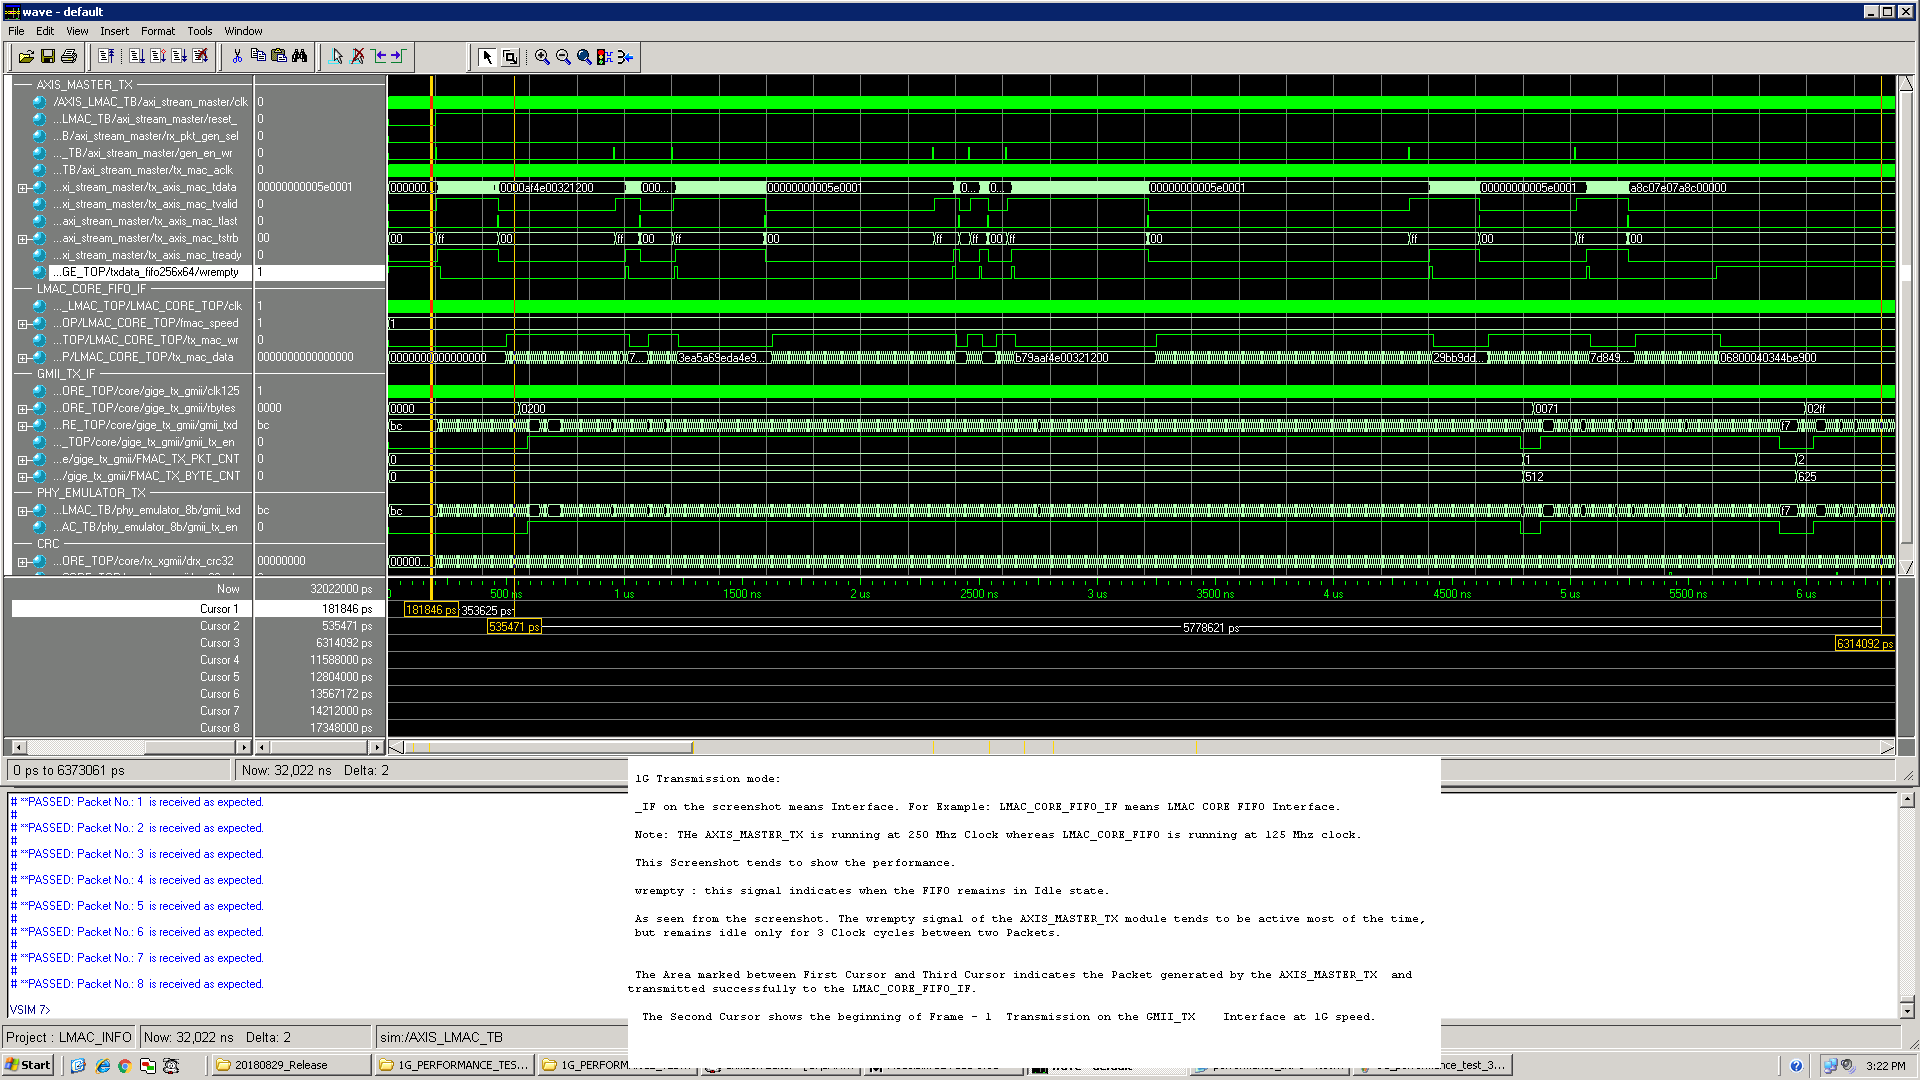 wave - default
File Edit View Insert Format Tools Window
AXIS_MASTER_TX
/AXIS_LMAC_TB/axi_stream_master/clk 0
...LMAC_TB/axi_stream_master/reset_ 0
...B/axi_stream_master/rx_pkt_gen_sel 0
..._TB/axi_stream_master/gen_en_wr 0
...TB/axi_stream_master/tx_mac_aclk 0
...xi_stream_master/tx_axis_mac_tdata 00000000005e0001 000000... 0000af4e00321200 000... 00000000005e0001 0... 0... 00000000005e0001 00000000005e0001 a8c07e07a8c00000
...xi_stream_master/tx_axis_mac_tvalid 0
...axi_stream_master/tx_axis_mac_tlast 0
...axi_stream_master/tx_axis_mac_tstrb 00 00 ff 00 ff 00 ff 00 ff ff 00 ff 00 ff 00 ff 00
...xi_stream_master/tx_axis_mac_tready 0
...GE_TOP/txdata_fifo256x64/wrempty 1
LMAC_CORE_FIFO_IF
..._LMAC_TOP/LMAC_CORE_TOP/clk 1
...OP/LMAC_CORE_TOP/fmac_speed 1 1
...TOP/LMAC_CORE_TOP/tx_mac_wr 0
...P/LMAC_CORE_TOP/tx_mac_data 0000000000000000 0000000000000000 7... 3ea5a69eda4e9... b79aaf4e00321200 29bb9dd... 7d849... 06800040344be900
GMII_TX_IF
...ORE_TOP/core/gige_tx_gmii/clk125 1
...ORE_TOP/core/gige_tx_gmii/rbytes 0000 0000 0200 0071 02ff
...RE_TOP/core/gige_tx_gmii/gmii_txd bc bc f7
..._TOP/core/gige_tx_gmii/gmii_tx_en 0
...e/gige_tx_gmii/FMAC_TX_PKT_CNT 0 0 1 2
.../gige_tx_gmii/FMAC_TX_BYTE_CNT 0 0 512 625
PHY_EMULATOR_TX
...LMAC_TB/phy_emulator_8b/gmii_txd bc bc f7
...AC_TB/phy_emulator_8b/gmii_tx_en 0
CRC
...ORE_TOP/core/rx_xgmii/drx_crc32 00000000 00000...
Now 32022000 ps 0 500 ns 1 us 1500 ns 2 us 2500 ns 3 us 3500 ns 4 us 4500 ns 5 us 5500 ns 6 us
Cursor 1 181846 ps 181846 ps 353625 ps
Cursor 2 535471 ps 535471 ps 5778621 ps
Cursor 3 6314092 ps 6314092 ps
Cursor 4 11588000 ps
Cursor 5 12804000 ps
Cursor 6 13567172 ps
Cursor 7 14212000 ps
Cursor 8 17348000 ps
0 ps to 6373061 ps Now: 32,022 ns Delta: 2
# **PASSED: Packet No.: 1 is received as expected.
#
# **PASSED: Packet No.: 2 is received as expected.
#
# **PASSED: Packet No.: 3 is received as expected.
#
# **PASSED: Packet No.: 4 is received as expected.
#
# **PASSED: Packet No.: 5 is received as expected.
#
# **PASSED: Packet No.: 6 is received as expected.
#
# **PASSED: Packet No.: 7 is received as expected.
#
# **PASSED: Packet No.: 8 is received as expected.
VSIM 7>
1G Transmission mode:
_IF on the screenshot means Interface. For Example: LMAC_CORE_FIFO_IF means LMAC CORE FIFO Interface.
Note: THe AXIS_MASTER_TX is running at 250 Mhz Clock whereas LMAC_CORE_FIFO is running at 125 Mhz clock.
This Screenshot tends to show the performance.
wrempty : this signal indicates when the FIFO remains in Idle state.
As seen from the screenshot. The wrempty signal of the AXIS_MASTER_TX module tends to be active most of the time,
but remains idle only for 3 Clock cycles between two Packets.
The Area marked between First Cursor and Third Cursor indicates the Packet generated by the AXIS_MASTER_TX and
transmitted successfully to the LMAC_CORE_FIFO_IF.
The Second Cursor shows the beginning of Frame - 1 Transmission on the GMII_TX Interface at 1G speed.
Project : LMAC_INFO Now: 32,022 ns Delta: 2 sim:/AXIS_LMAC_TB
Start 20180829_Release 1G_PERFORMANCE_TES... 3:22 PM